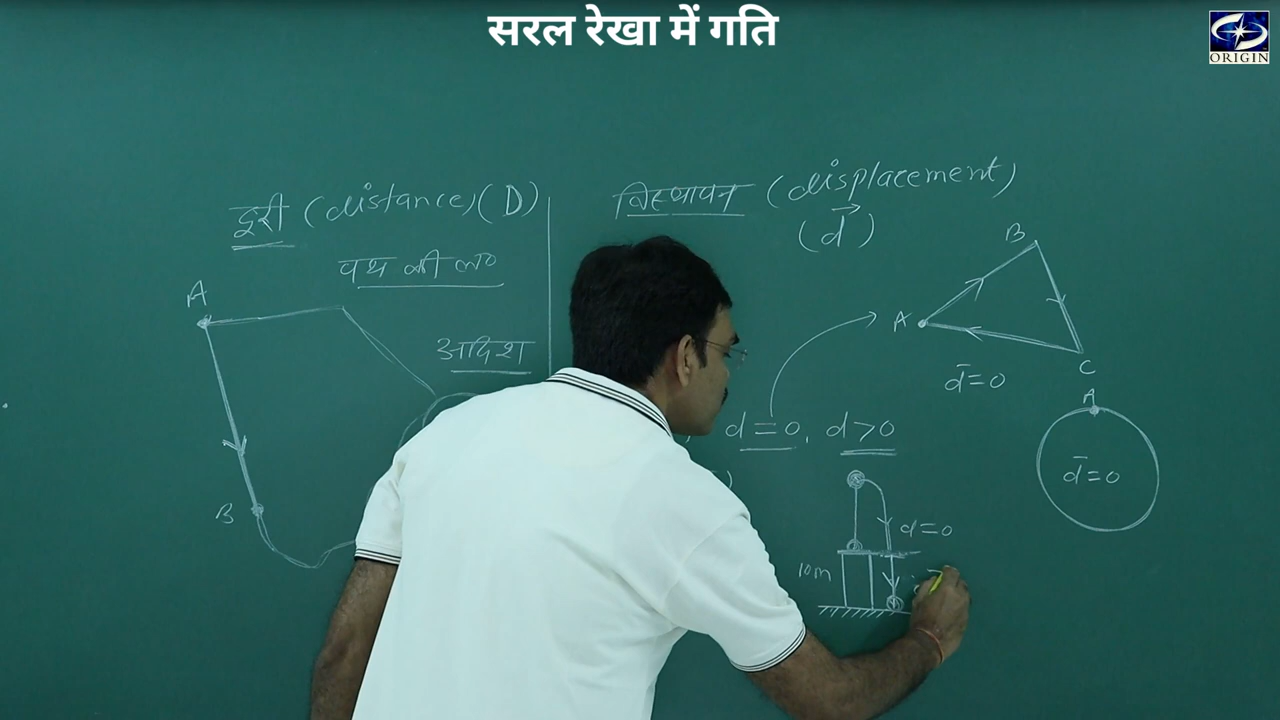 सरल रेखा में गति
ORIGIN
दूरी (distance) (D)
पथ की ल०
अदिश
A
B
विस्थापन (displacement)
(d⃗)
d=0, d>0
A
B
C
d̄=0
A
d̄=0
d=0
10m